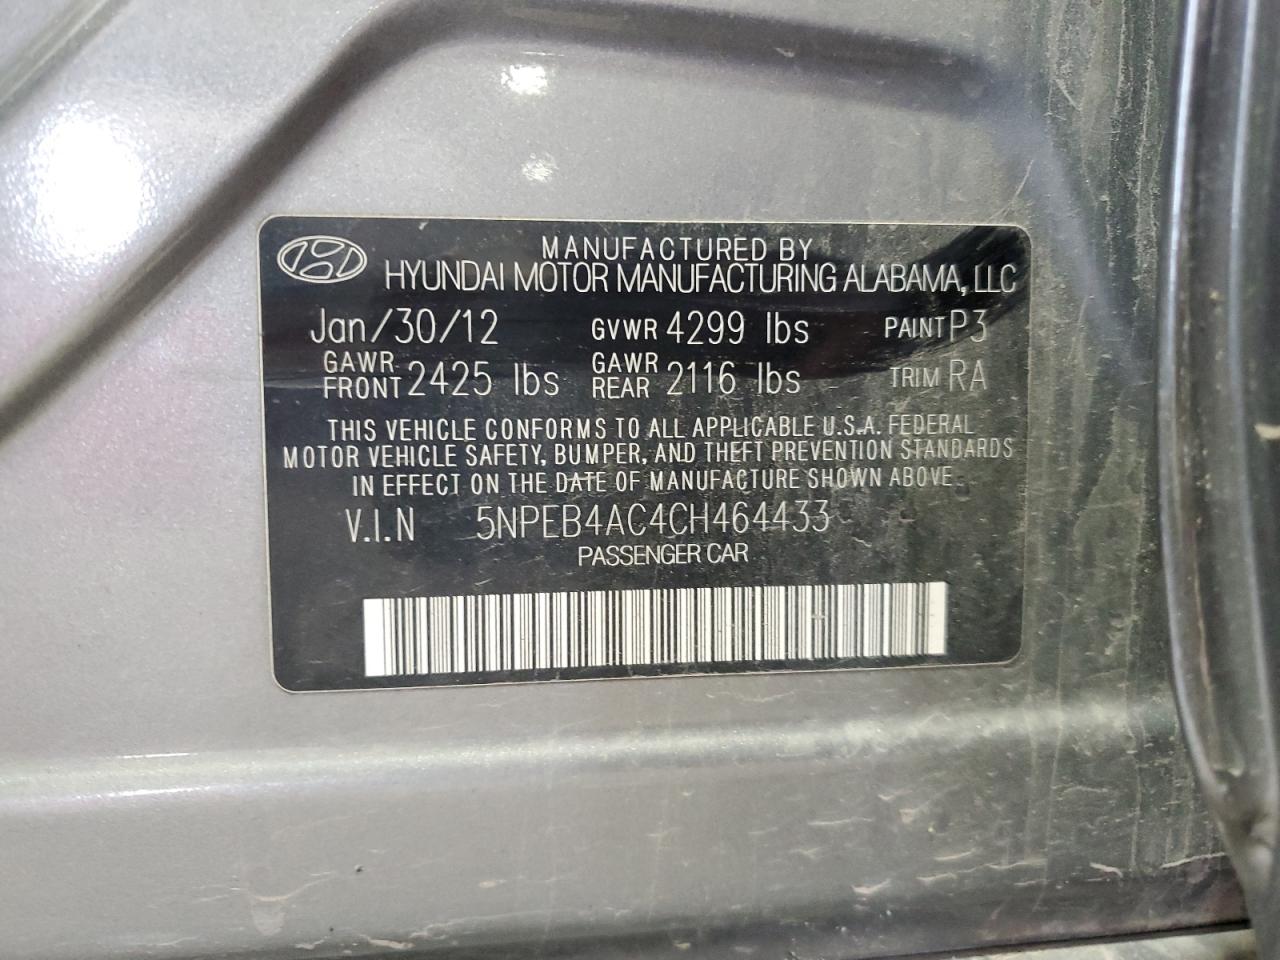 MANUFACTURED BY
HYUNDAI MOTOR MANUFACTURING ALABAMA, LLC
Jan/30/12 GVWR 4299 lbs PAINT P3
GAWR FRONT 2425 lbs GAWR REAR 2116 lbs TRIM RA
THIS VEHICLE CONFORMS TO ALL APPLICABLE U.S.A. FEDERAL
MOTOR VEHICLE SAFETY, BUMPER, AND THEFT PREVENTION STANDARDS
IN EFFECT ON THE DATE OF MANUFACTURE SHOWN ABOVE
V.I.N 5NPEB4AC4CH464433
PASSENGER CAR